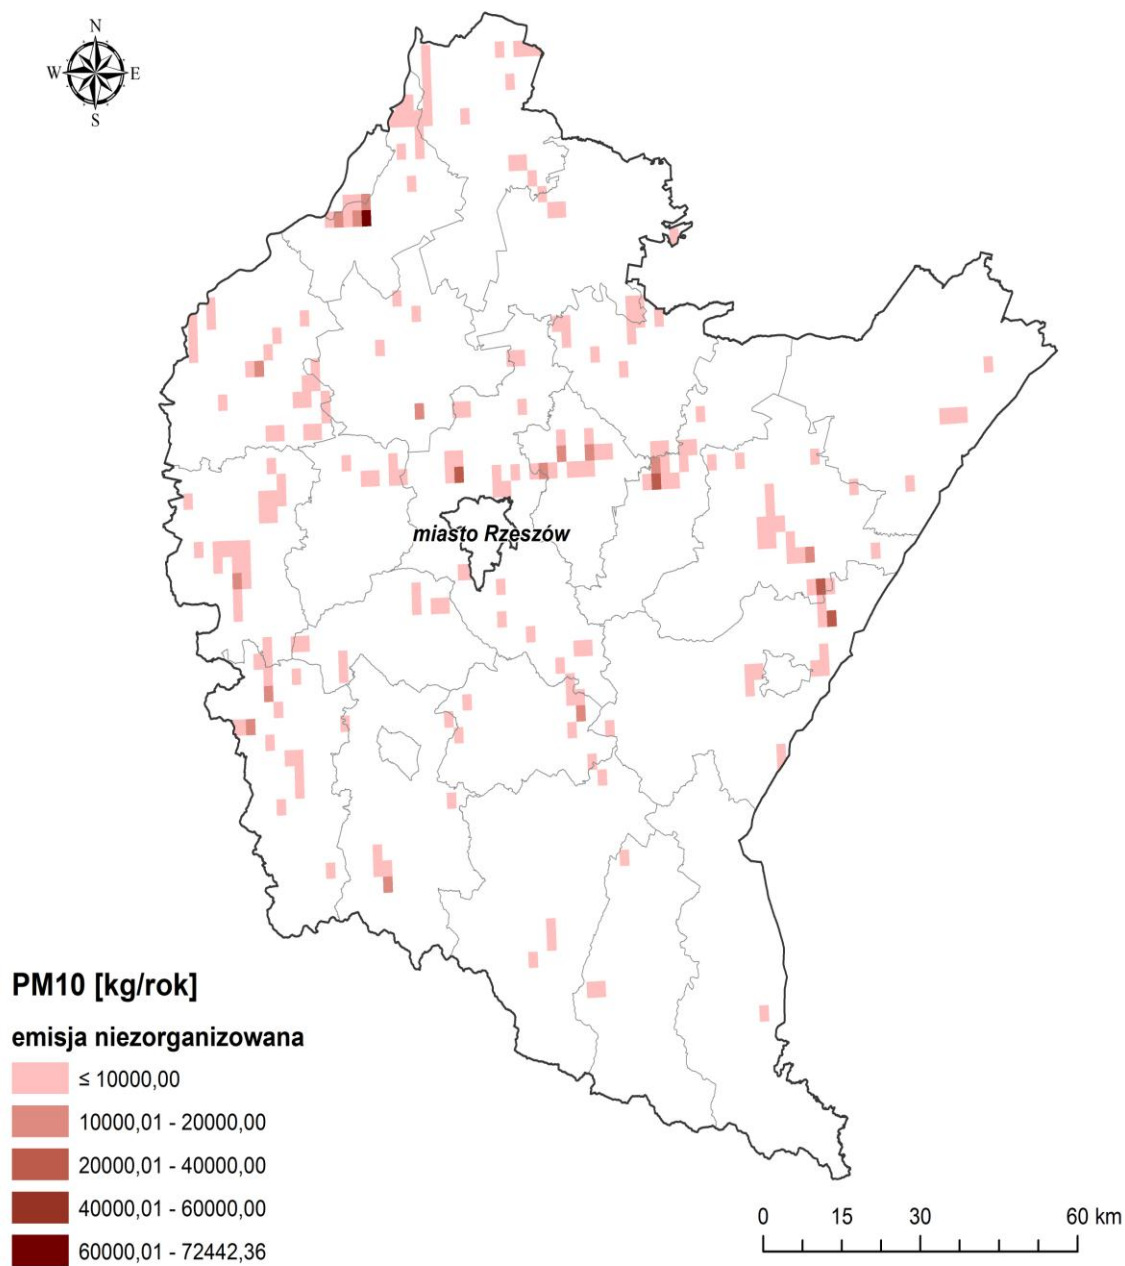 N
W E
S
miasto Rzeszów
PM10 [kg/rok]
emisja niezorganizowana
≤ 10000,00
10000,01 - 20000,00
20000,01 - 40000,00
40000,01 - 60000,00
60000,01 - 72442,36
0 15 30 60 km